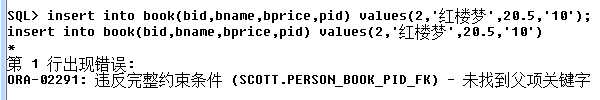 SQL> insert into book(bid,bname,bprice,pid) values(2,'红楼梦',20.5,'10');
insert into book(bid,bname,bprice,pid) values(2,'红楼梦',20.5,'10')
*
第 1 行出现错误:
ORA-02291: 违反完整约束条件 (SCOTT.PERSON_BOOK_PID_FK) - 未找到父项关键字